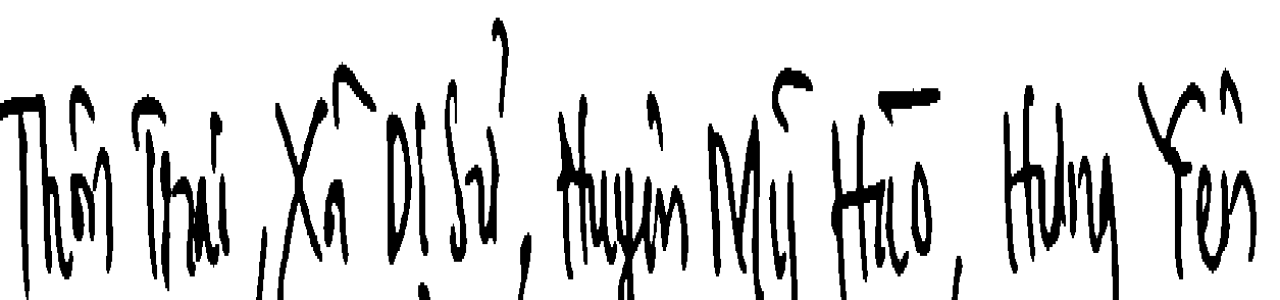 Thôn Trai, Xã Dị Sử, Huyện Mỹ Hào, Hưng Yên